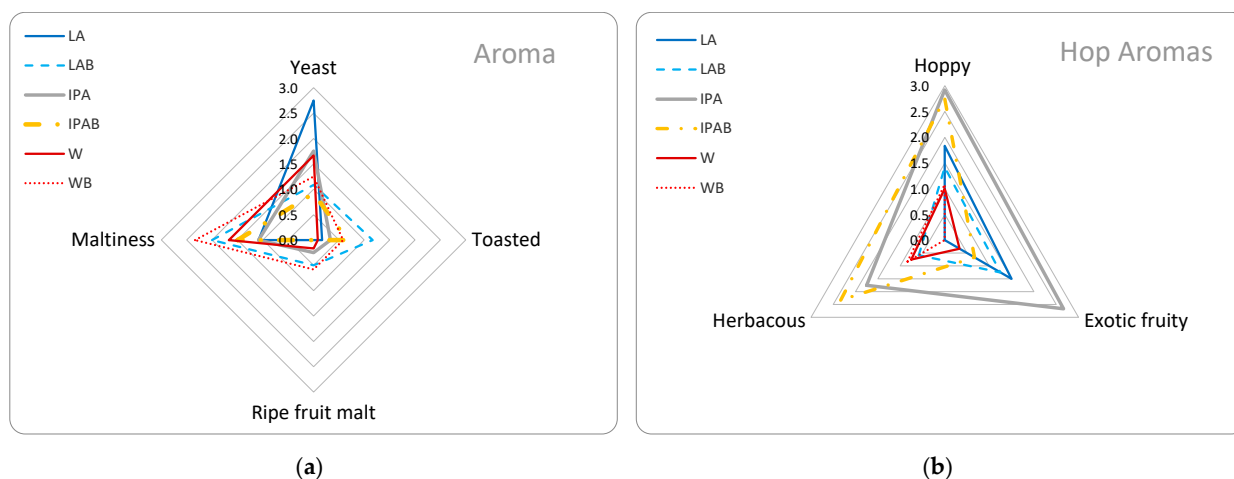 LA
LAB
IPA
IPAB
W
WB
Aroma
Yeast
3.0
2.5
2.0
1.5
1.0
0.5
0.0
Maltiness
Toasted
Ripe fruit malt
(a)
LA
LAB
IPA
IPAB
W
WB
Hop Aromas
Hoppy
3.0
2.5
2.0
1.5
1.0
0.5
0.0
Herbacous
Exotic fruity
(b)